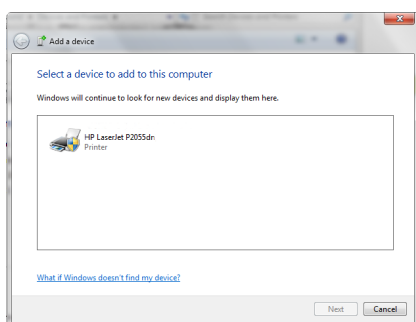 Add a device
Select a device to add to this computer
Windows will continue to look for new devices and display them here.
HP LaserJet P2055dn
Printer
What if Windows doesn't find my device?
Next
Cancel